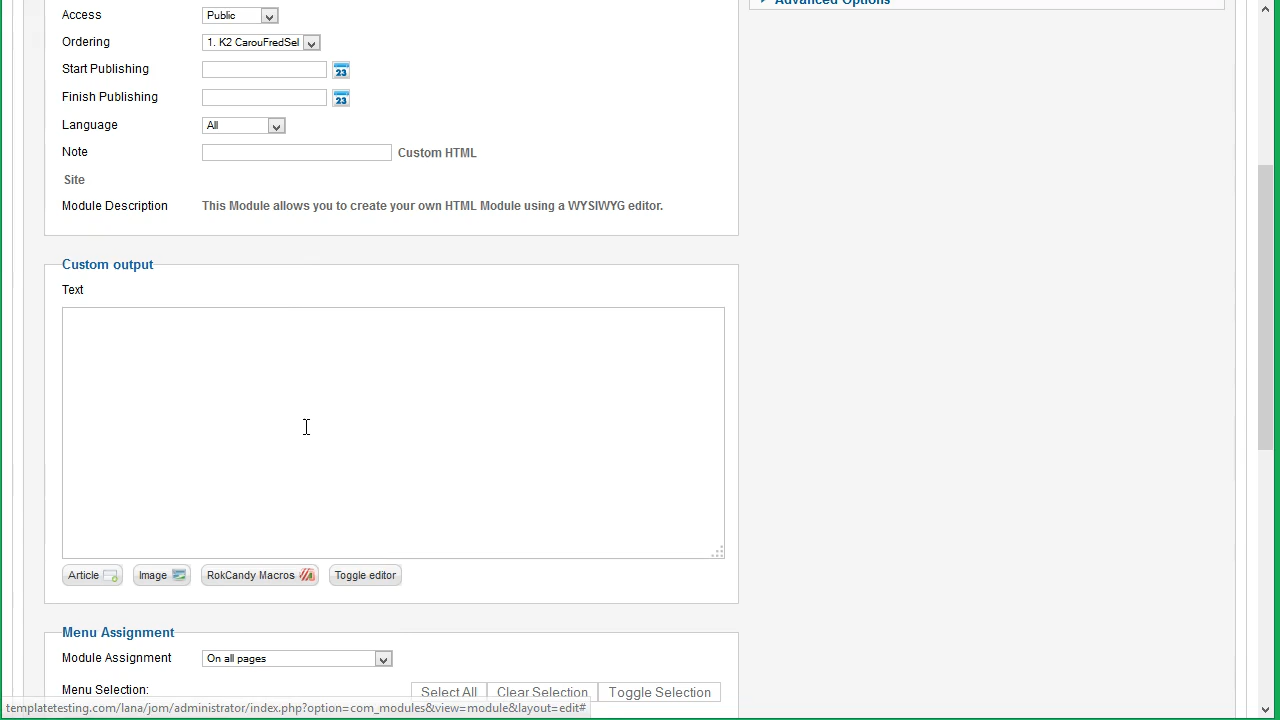 Access Public
Advanced Options
Ordering 1. K2 CarouFredSel
Start Publishing 23
Finish Publishing 23
Language All
Note Custom HTML
Site
Module Description This Module allows you to create your own HTML Module using a WYSIWYG editor.
Custom output
Text
Article Image RokCandy Macros Toggle editor
Menu Assignment
Module Assignment On all pages
Menu Selection: Select All Clear Selection Toggle Selection
templatetesting.com/lana/jom/administrator/index.php?option=com_modules&view=module&layout=edit#